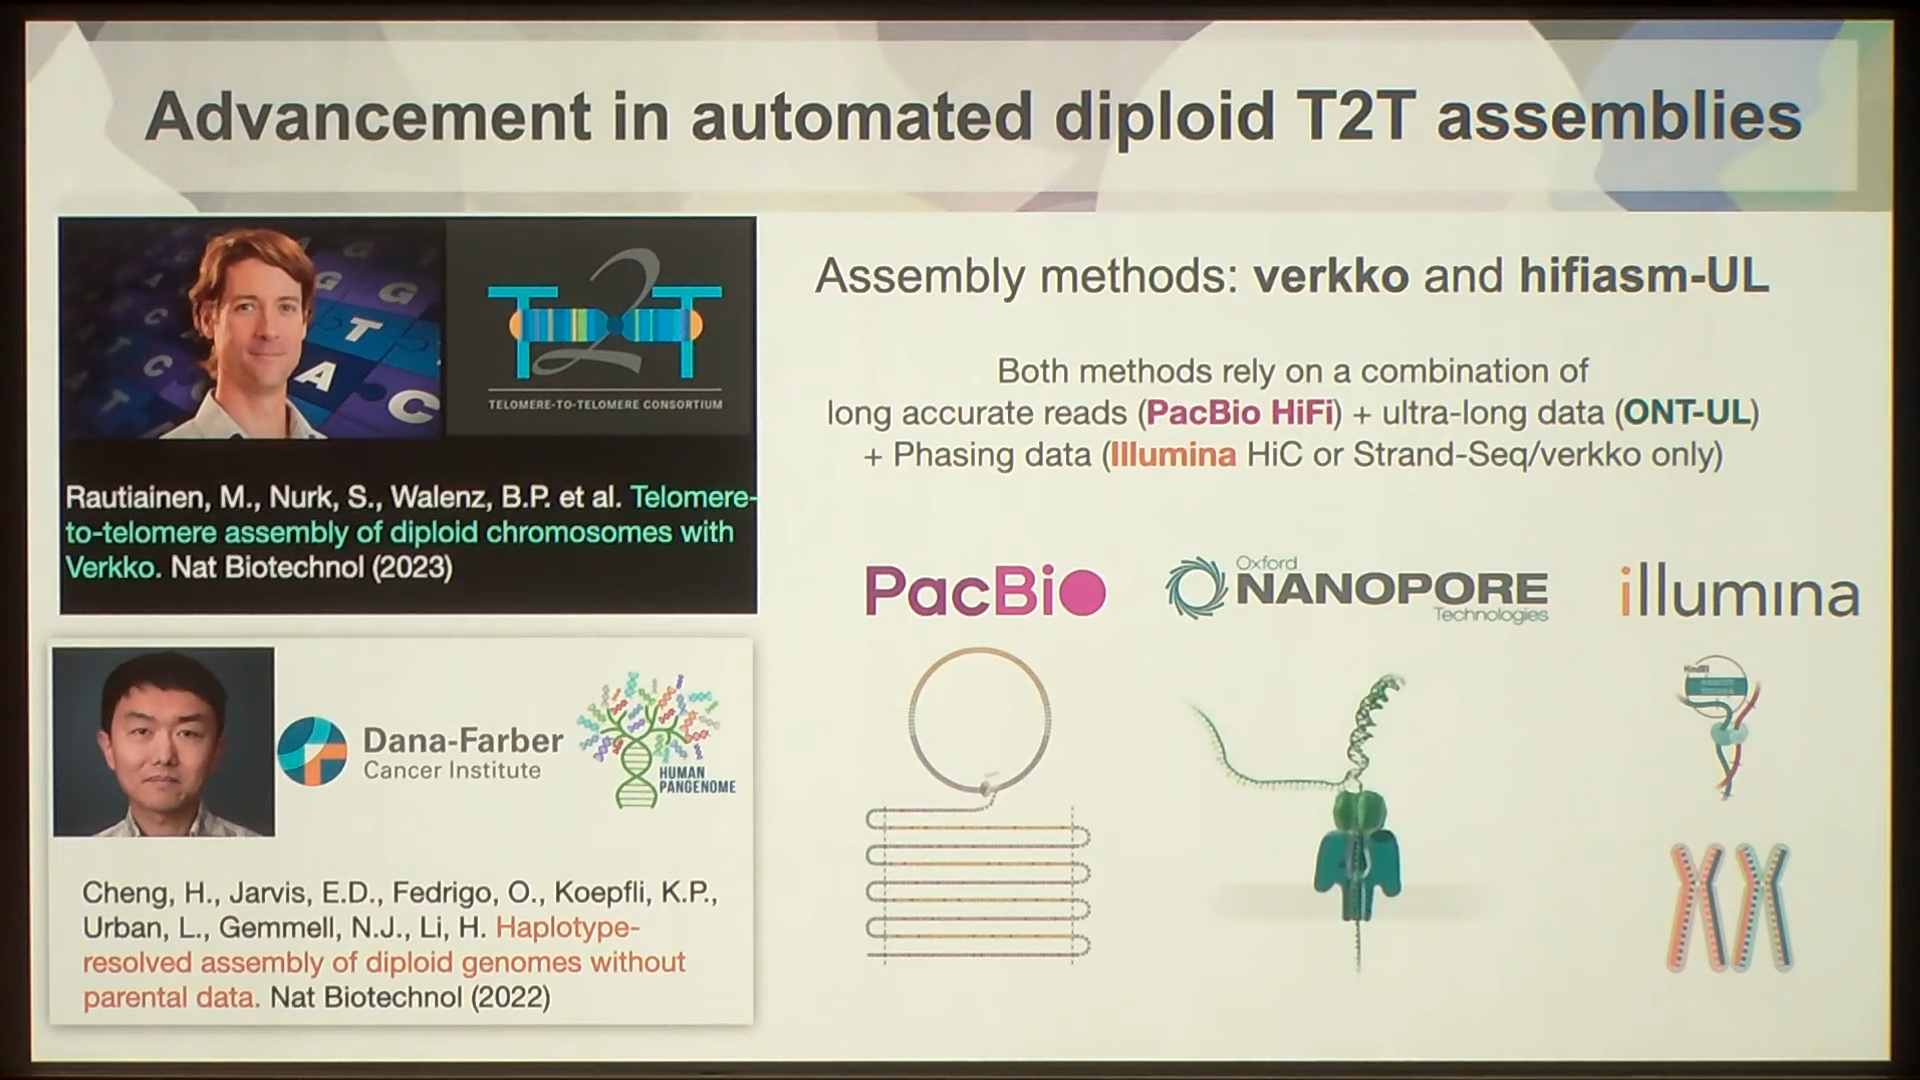 Advancement in automated diploid T2T assemblies
T2T
TELOMERE-TO-TELOMERE CONSORTIUM
Rautiainen, M., Nurk, S., Walenz, B.P. et al. Telomere-
to-telomere assembly of diploid chromosomes with
Verkko. Nat Biotechnol (2023)
Dana-Farber
Cancer Institute
HUMAN
PANGENOME
Cheng, H., Jarvis, E.D., Fedrigo, O., Koepfli, K.P.,
Urban, L., Gemmell, N.J., Li, H. Haplotype-
resolved assembly of diploid genomes without
parental data. Nat Biotechnol (2022)
Assembly methods: verkko and hifiasm-UL
Both methods rely on a combination of
long accurate reads (PacBio HiFi) + ultra-long data (ONT-UL)
+ Phasing data (Illumina HiC or Strand-Seq/verkko only)
PacBio
Oxford
NANOPORE
Technologies
illumina
HindIII